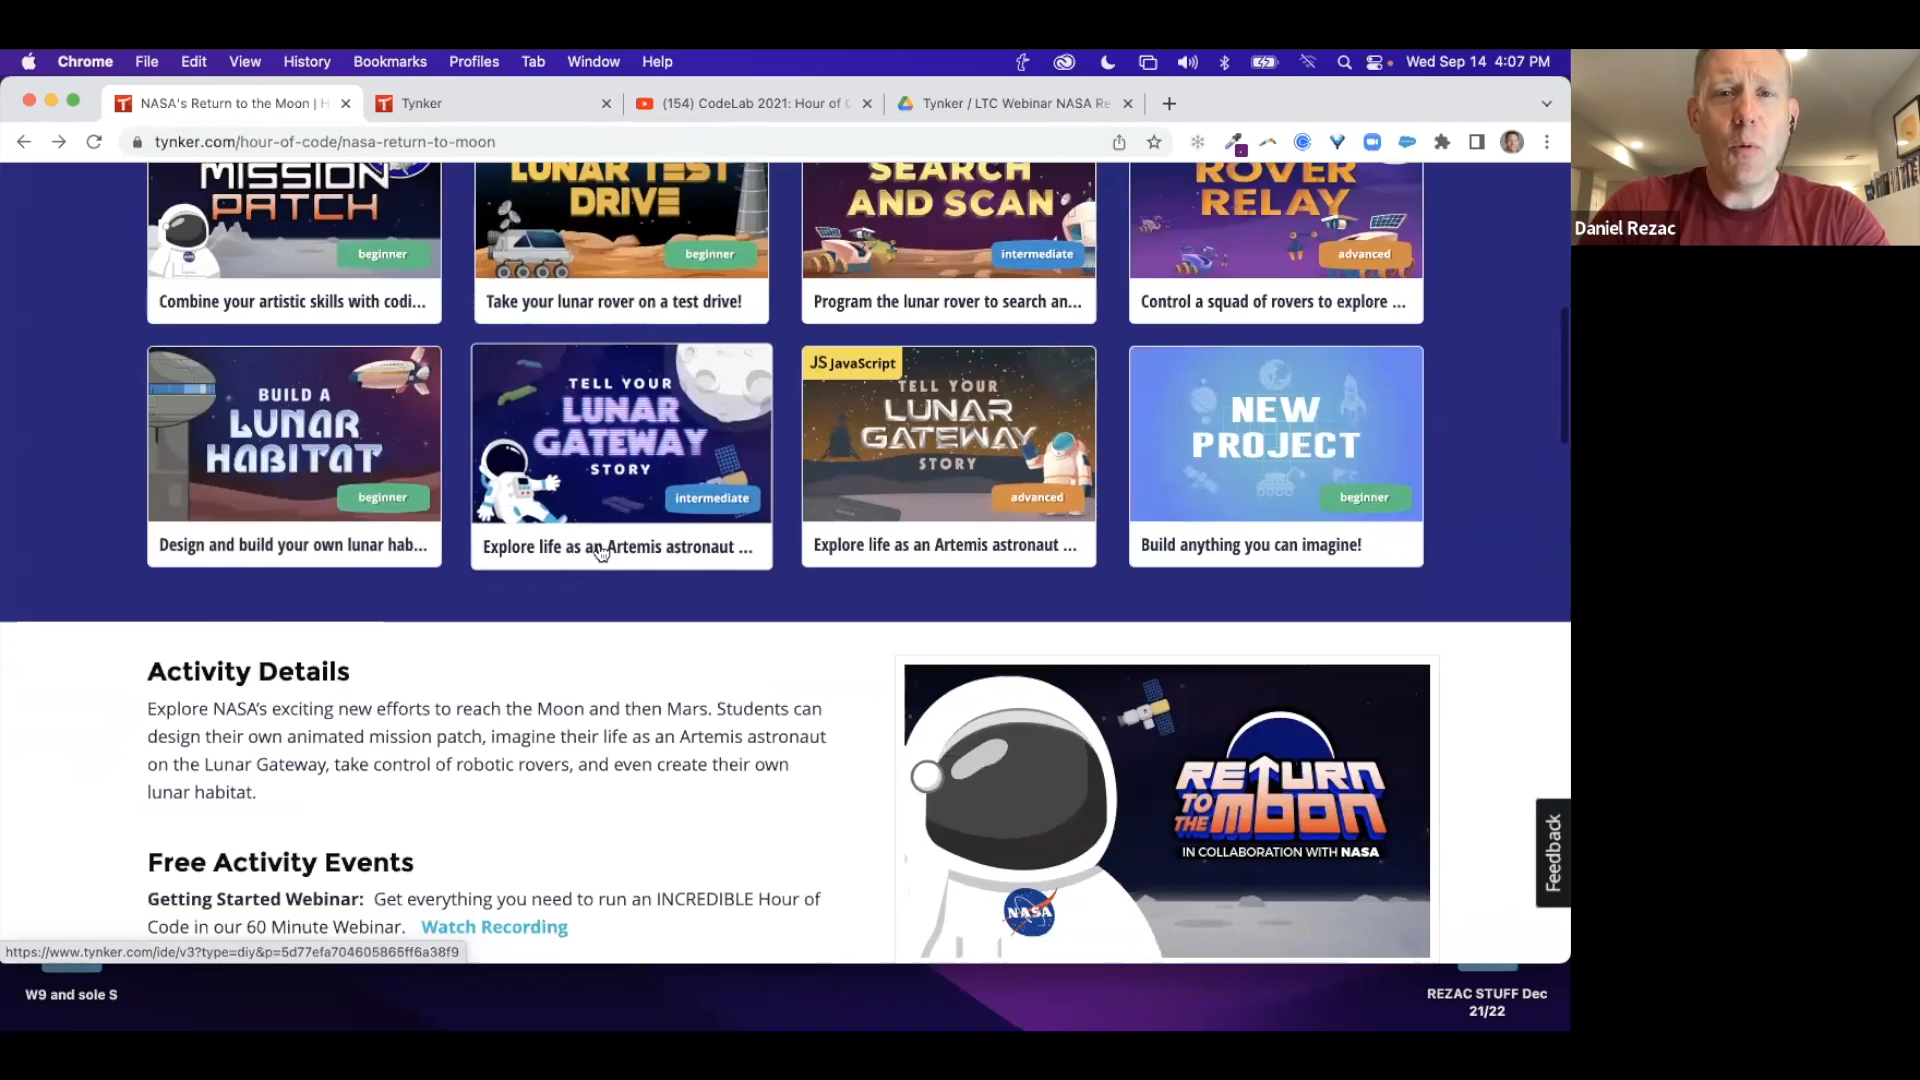 Chrome File Edit View History Bookmarks Profiles Tab Window Help Wed Sep 14 4:07 PM
NASA's Return to the Moon | H
Tynker
(154) CodeLab 2021: Hour of C
Tynker / LTC Webinar NASA Re
tynker.com/hour-of-code/nasa-return-to-moon
Daniel Rezac
MISSION
PATCH
beginner
Combine your artistic skills with codi...
LUNAR TEST
DRIVE
beginner
Take your lunar rover on a test drive!
SEARCH
AND SCAN
intermediate
Program the lunar rover to search an...
ROVER
RELAY
advanced
Control a squad of rovers to explore ...
BUILD A
LUNAR
HABITAT
beginner
Design and build your own lunar hab...
TELL YOUR
LUNAR
GATEWAY
STORY
intermediate
Explore life as an Artemis astronaut ...
JS JavaScript
TELL YOUR
LUNAR
GATEWAY
STORY
advanced
Explore life as an Artemis astronaut ...
NEW
PROJECT
beginner
Build anything you can imagine!
Activity Details
Explore NASA's exciting new efforts to reach the Moon and then Mars. Students can
design their own animated mission patch, imagine their life as an Artemis astronaut
on the Lunar Gateway, take control of robotic rovers, and even create their own
lunar habitat.
RETURN
TO THE MOON
IN COLLABORATION WITH NASA
NASA
Free Activity Events
Getting Started Webinar: Get everything you need to run an INCREDIBLE Hour of
Code in our 60 Minute Webinar. Watch Recording
Feedback
https://www.tynker.com/ide/v3?type=diy&p=5d77efa704605865ff6a38f9
W9 and sole S
REZAC STUFF Dec
21/22